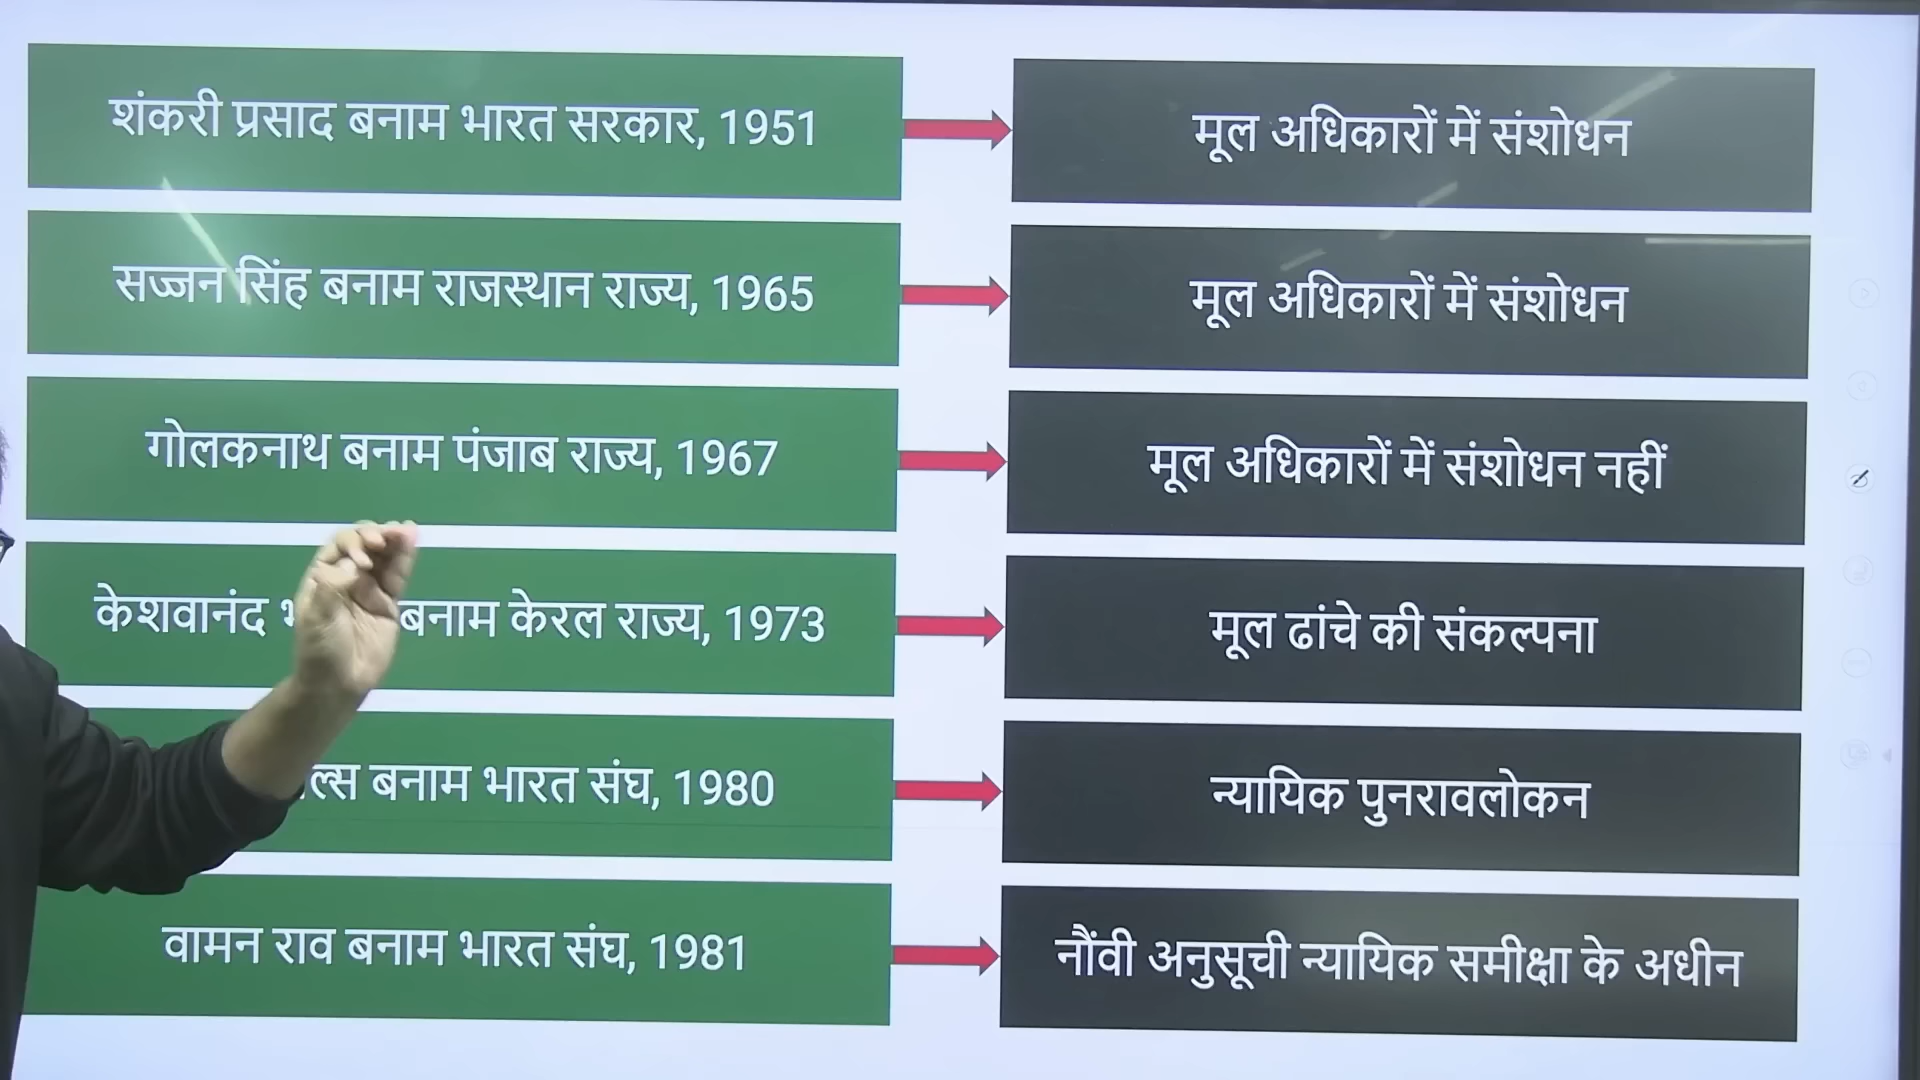 शंकरी प्रसाद बनाम भारत सरकार, 1951
मूल अधिकारों में संशोधन
सज्जन सिंह बनाम राजस्थान राज्य, 1965
मूल अधिकारों में संशोधन
गोलकनाथ बनाम पंजाब राज्य, 1967
मूल अधिकारों में संशोधन नहीं
केशवानंद बनाम केरल राज्य, 1973
मूल ढांचे की संकल्पना
बनाम भारत संघ, 1980
न्यायिक पुनरावलोकन
वामन राव बनाम भारत संघ, 1981
नौंवी अनुसूची न्यायिक समीक्षा के अधीन